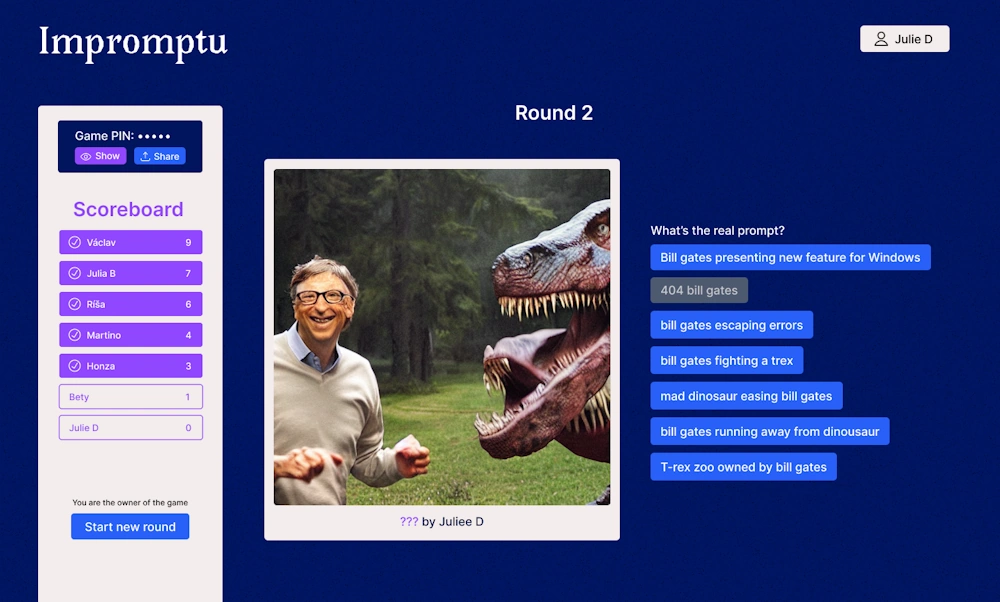 Impromptu
Julie D
Game PIN: •••••
Show
Share
Scoreboard
Václav 9
Julia B 7
Ríša 6
Martino 4
Honza 3
Bety 1
Julie D 0
You are the owner of the game
Start new round
Round 2
??? by Juliee D
What's the real prompt?
Bill gates presenting new feature for Windows
404 bill gates
bill gates escaping errors
bill gates fighting a trex
mad dinosaur easing bill gates
bill gates running away from dinousaur
T-rex zoo owned by bill gates